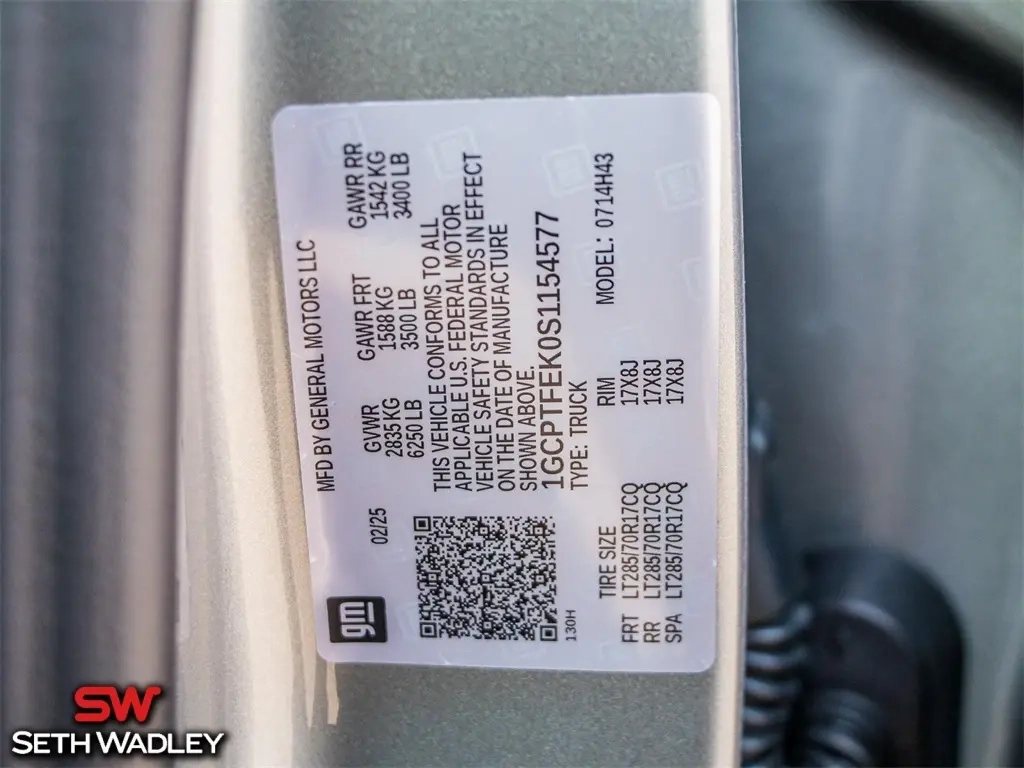 MFD BY GENERAL MOTORS LLC
02/25
GVWR GAWR FRT GAWR RR
2835 KG 1588 KG 1542 KG
6250 LB 3500 LB 3400 LB
THIS VEHICLE CONFORMS TO ALL
APPLICABLE U.S. FEDERAL MOTOR
VEHICLE SAFETY STANDARDS IN EFFECT
ON THE DATE OF MANUFACTURE
SHOWN ABOVE.
1GCPTFEK0S1154577
TYPE: TRUCK MODEL: 0714H43
gm
130H
TIRE SIZE RIM
FRT LT285/70R17CQ 17X8J
RR LT285/70R17CQ 17X8J
SPA LT285/70R17CQ 17X8J
SW
SETH WADLEY